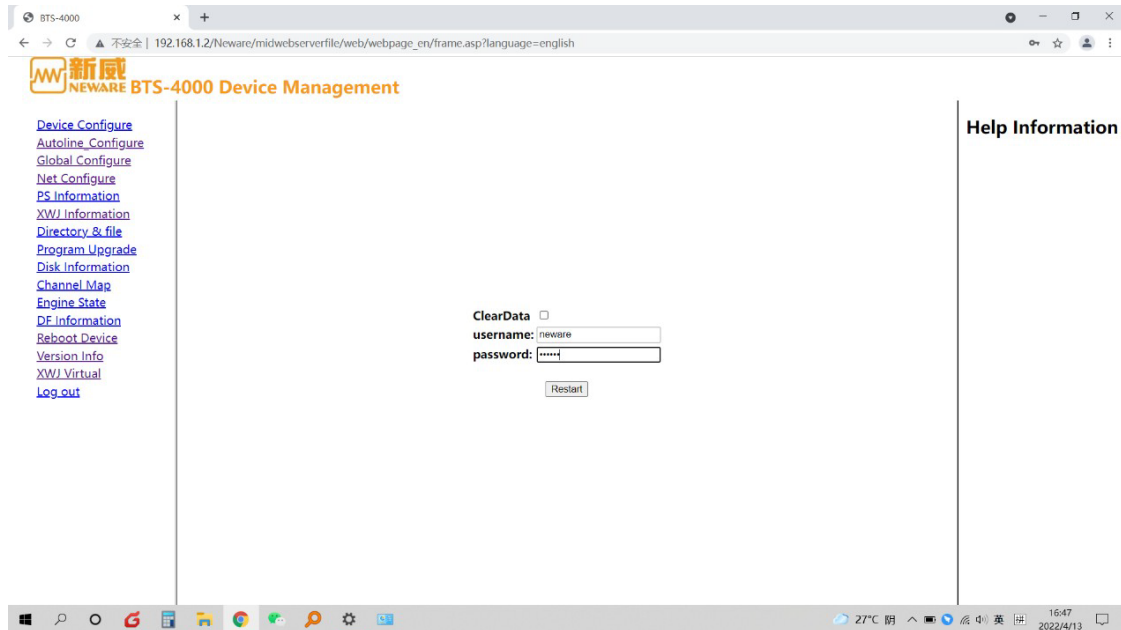 BTS-4000
不安全 | 192.168.1.2/Neware/midwebserverfile/web/webpage_en/frame.asp?language=english
新威
NEWARE BTS-4000 Device Management
Device Configure
Autoline_Configure
Global Configure
Net Configure
PS Information
XWJ Information
Directory & file
Program Upgrade
Disk Information
Channel Map
Engine State
DF Information
Reboot Device
Version Info
XWJ Virtual
Log out
ClearData
username: neware
password: ••••••
Restart
Help Information
27°C 阴
英
拼
16:47
2022/4/13